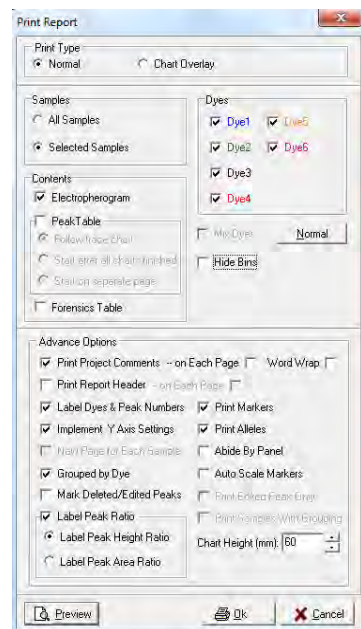 Print Report
Print Type
Normal Chart Overlay
Samples
All Samples
Selected Samples
Dyes
Dye1 Dye5
Dye2 Dye6
Dye3
Dye4
Contents
Electropherogram
PeakTable
Follow trace chart
Start after all charts finished
Start on seperate page
Forensics Table
Mix Dyes Normal
Hide Bins
Advance Options
Print Project Comments -- on Each Page Word Wrap
Print Report Header -- on Each Page
Label Dyes & Peak Numbers Print Markers
Implement Y Axis Settings Print Alleles
New Page for Each Sample Abide By Panel
Grouped by Dye Auto Scale Markers
Mark Deleted/Edited Peaks Print Edited Peak Only
Label Peak Ratio Print Samples With Grouping
Label Peak Height Ratio Chart Height (mm): 60
Label Peak Area Ratio
Preview Ok Cancel